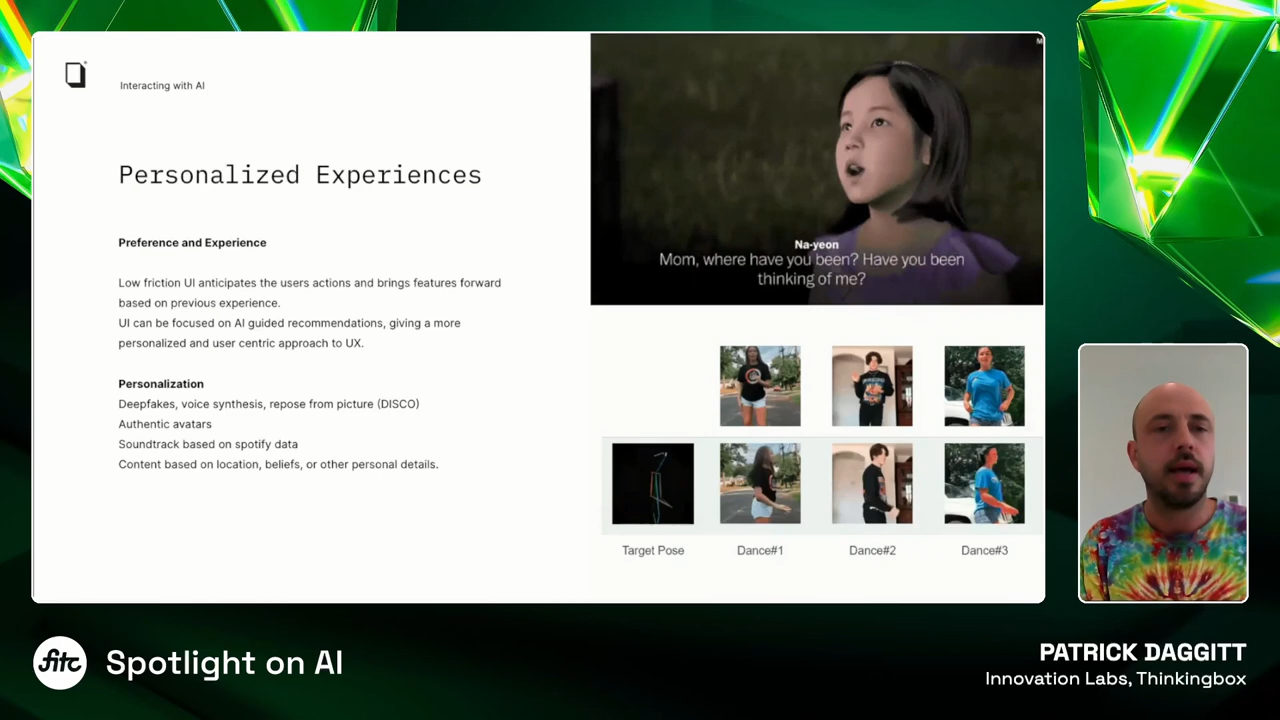 Interacting with AI
Personalized Experiences
Preference and Experience
Low friction UI anticipates the users actions and brings features forward
based on previous experience.
UI can be focused on AI guided recommendations, giving a more
personalized and user centric approach to UX.
Personalization
Deepfakes, voice synthesis, repose from picture (DISCO)
Authentic avatars
Soundtrack based on spotify data
Content based on location, beliefs, or other personal details.
M
Na-yeon
Mom, where have you been? Have you been
thinking of me?
Target Pose
Dance#1
Dance#2
Dance#3
fitc
Spotlight on AI
PATRICK DAGGITT
Innovation Labs, Thinkingbox